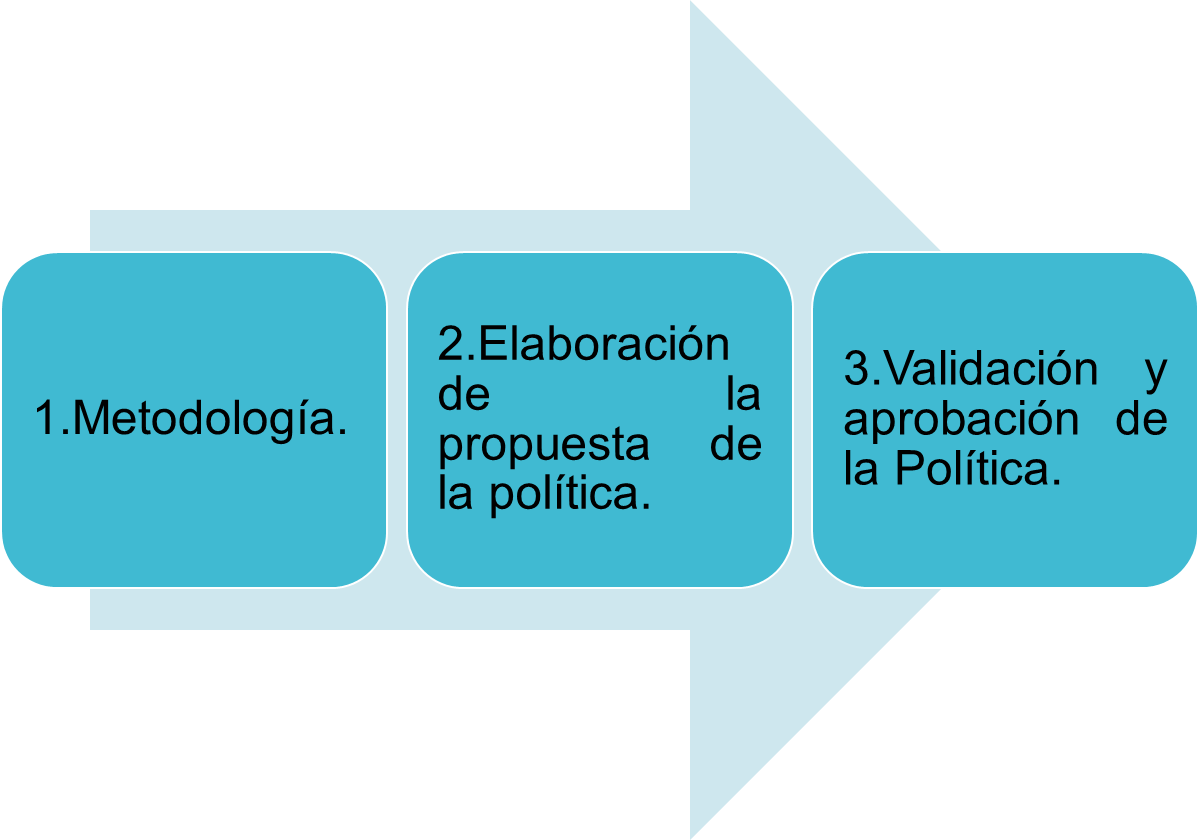 1.Metodología.
2.Elaboración
de la
propuesta de
la política.
3.Validación y
aprobación de
la Política.